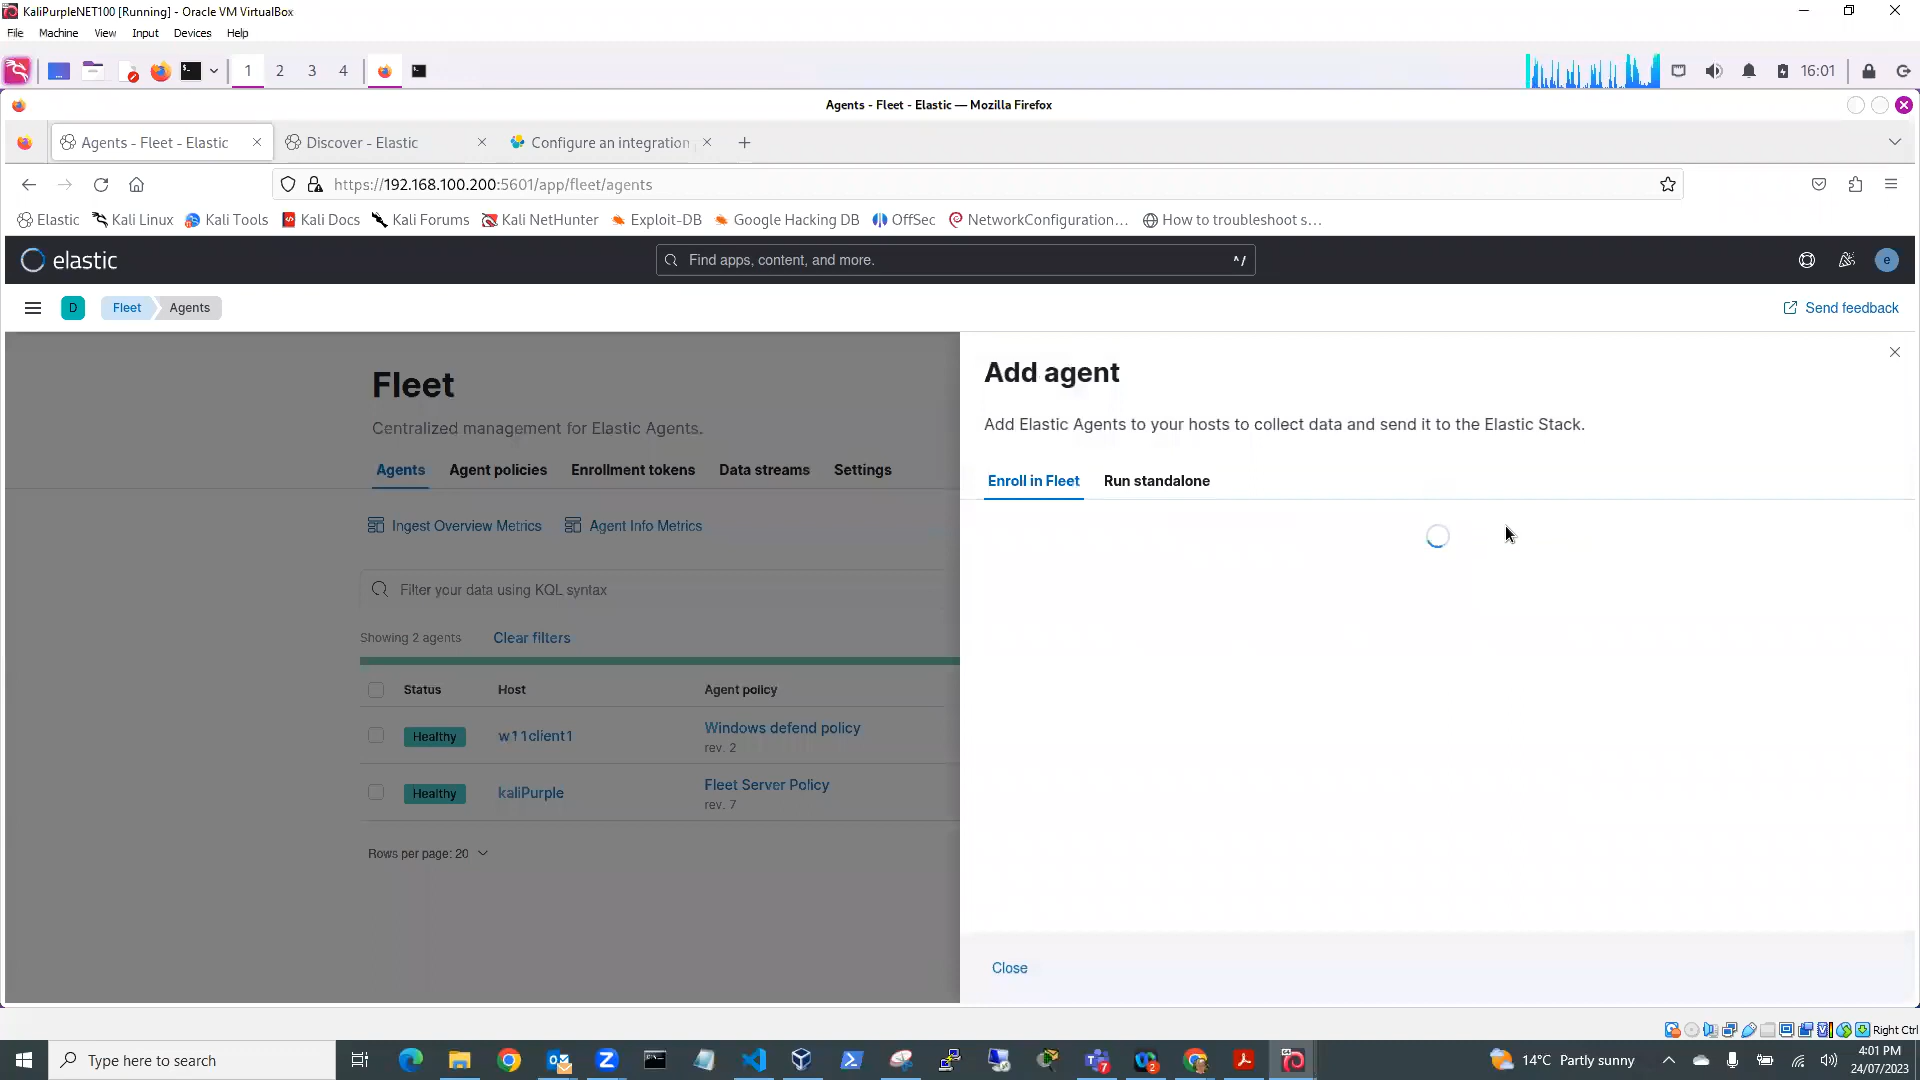 KaliPurpleNET100 [Running] - Oracle VM VirtualBox
File Machine View Input Devices Help
1 2 3 4 16:01
Agents - Fleet - Elastic — Mozilla Firefox
Agents - Fleet - Elastic Discover - Elastic Configure an integration
https://192.168.100.200:5601/app/fleet/agents
Elastic Kali Linux Kali Tools Kali Docs Kali Forums Kali NetHunter Exploit-DB Google Hacking DB OffSec NetworkConfiguration… How to troubleshoot s…
elastic Find apps, content, and more. ^/ e
D Fleet Agents Send feedback
Fleet
Centralized management for Elastic Agents.
Agents Agent policies Enrollment tokens Data streams Settings
Ingest Overview Metrics Agent Info Metrics
Filter your data using KQL syntax
Showing 2 agents Clear filters
Status Host Agent policy
Healthy w11client1 Windows defend policy
rev. 2
Healthy kaliPurple Fleet Server Policy
rev. 7
Rows per page: 20
Add agent
Add Elastic Agents to your hosts to collect data and send it to the Elastic Stack.
Enroll in Fleet Run standalone
Close
Right Ctrl
Type here to search 14°C Partly sunny 4:01 PM
24/07/2023